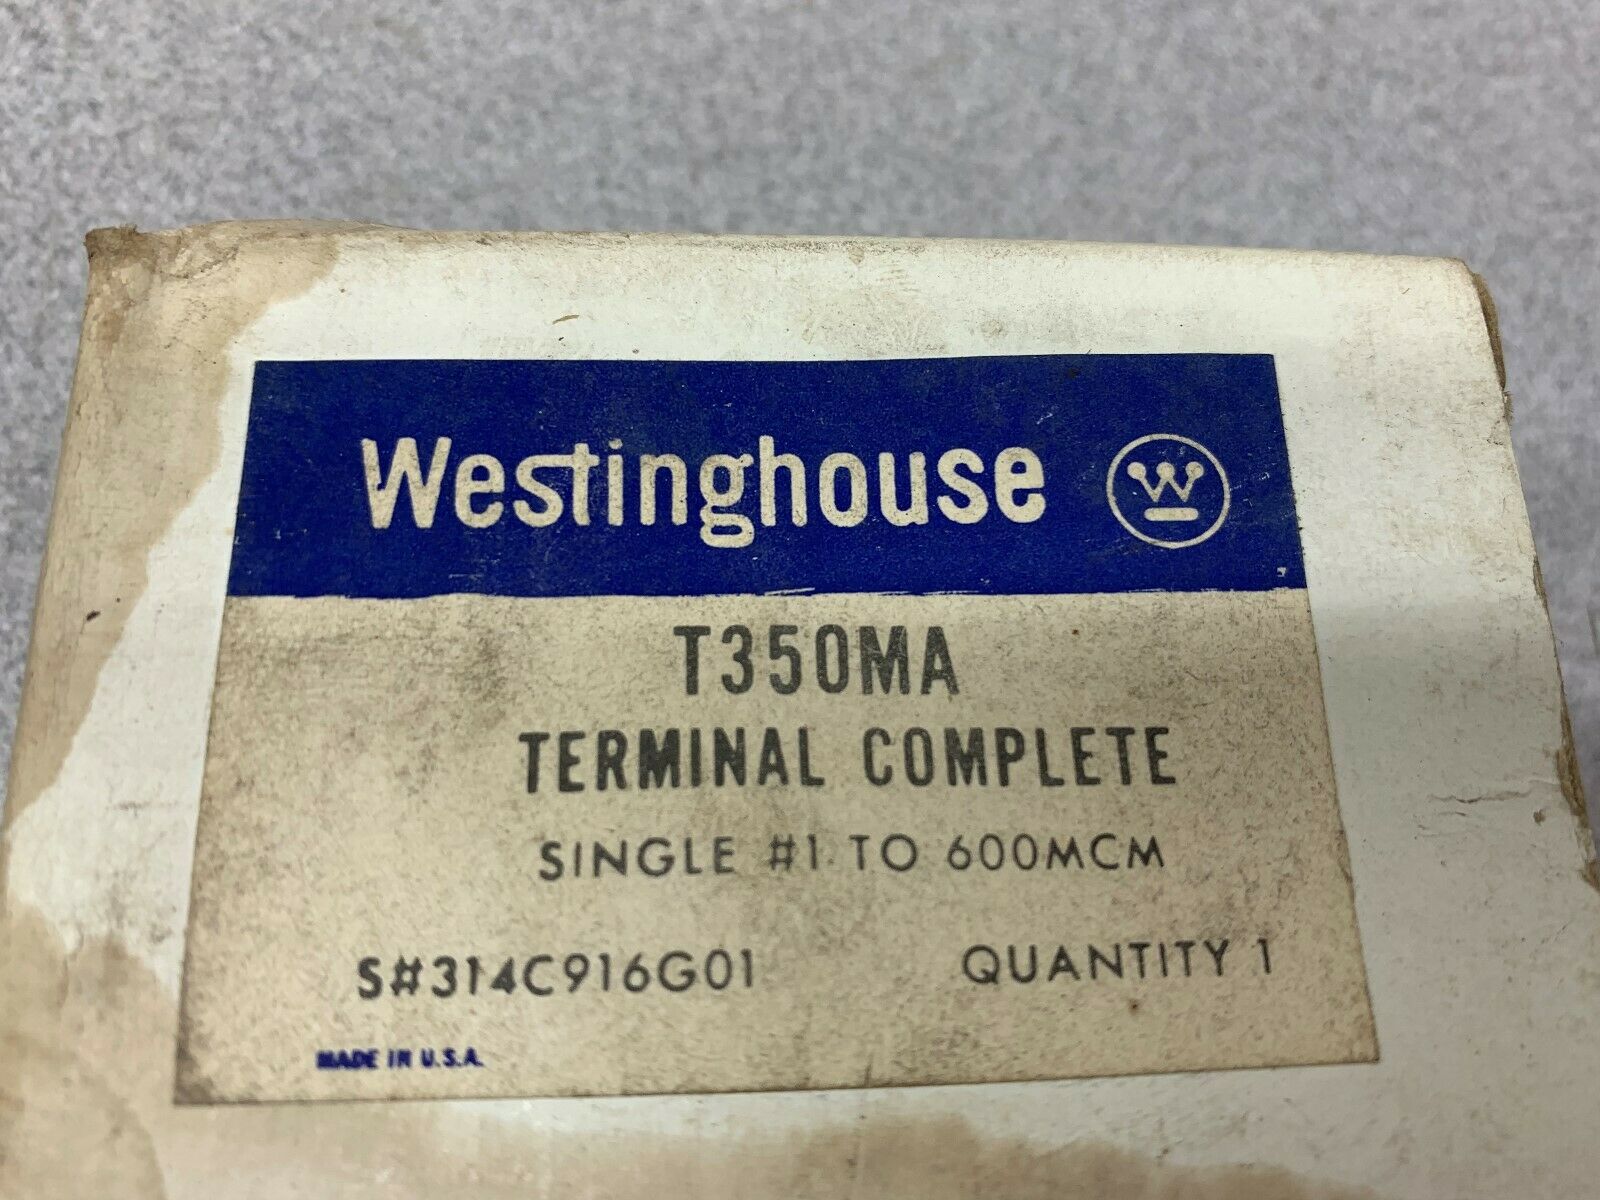 Westinghouse W
T350MA
TERMINAL COMPLETE
SINGLE #1 TO 600MCM
S#314C916G01 QUANTITY 1
MADE IN U.S.A.